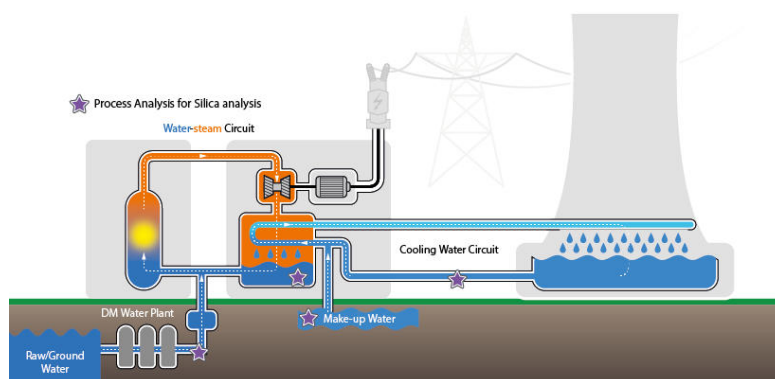 Process Analysis for Silica analysis
Water-steam Circuit
Cooling Water Circuit
DM Water Plant
Make-up Water
Raw/Ground
Water